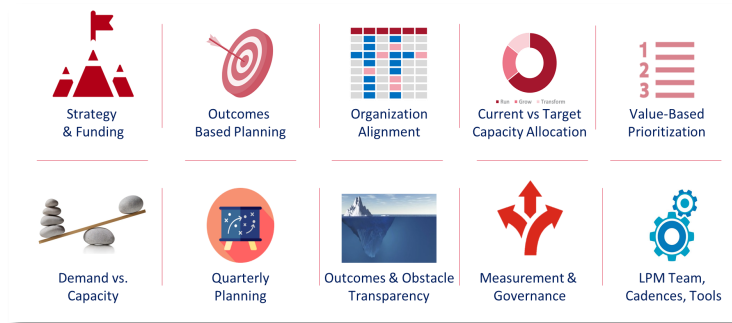 1
2
3
Run Grow Transform
Strategy
& Funding
Outcomes
Based Planning
Organization
Alignment
Current vs Target
Capacity Allocation
Value-Based
Prioritization
Demand vs.
Capacity
Quarterly
Planning
Outcomes & Obstacle
Transparency
Measurement &
Governance
LPM Team,
Cadences, Tools